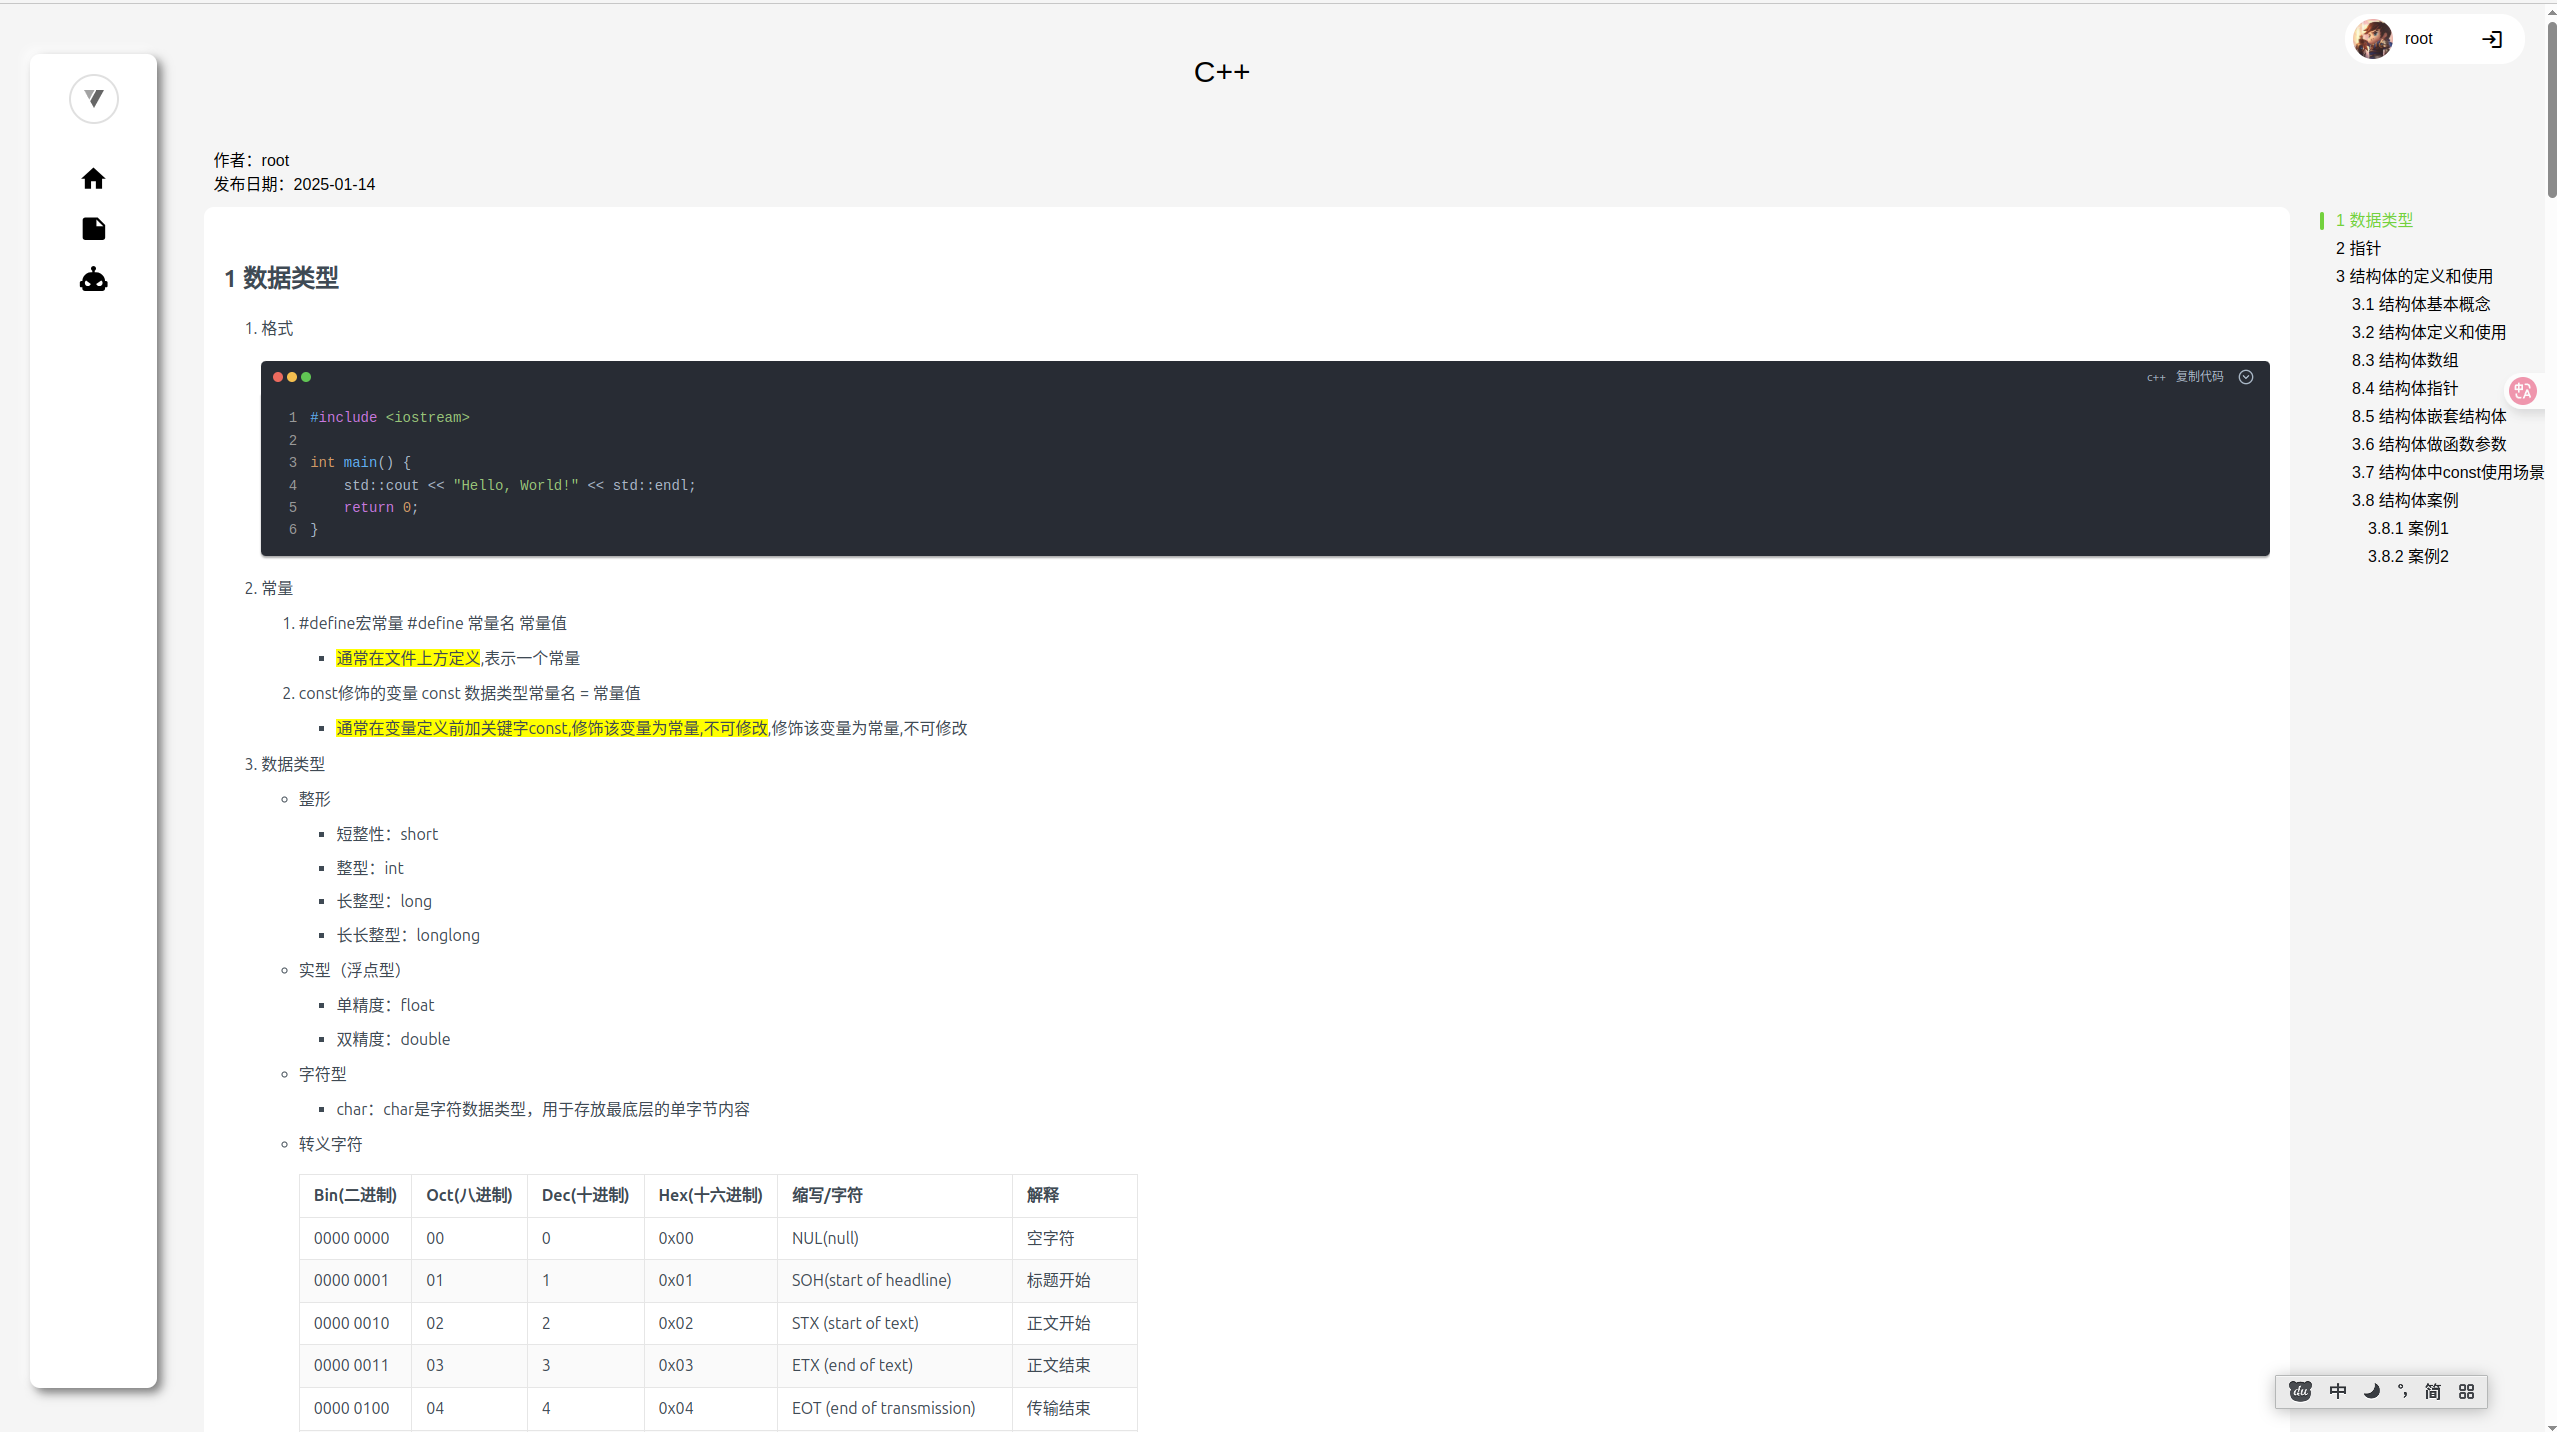 root
C++
作者：root
发布日期：2025-01-14
1 数据类型
1. 格式
c++ 复制代码
1 #include <iostream>
2
3 int main() {
4 std::cout << "Hello, World!" << std::endl;
5 return 0;
6 }
2. 常量
1. #define宏常量 #define 常量名 常量值
通常在文件上方定义,表示一个常量
2. const修饰的变量 const 数据类型常量名 = 常量值
通常在变量定义前加关键字const,修饰该变量为常量,不可修改,修饰该变量为常量,不可修改
3. 数据类型
整形
短整性：short
整型：int
长整型：long
长长整型：longlong
实型（浮点型）
单精度：float
双精度：double
字符型
char：char是字符数据类型，用于存放最底层的单字节内容
转义字符
Bin(二进制) Oct(八进制) Dec(十进制) Hex(十六进制) 缩写/字符 解释
0000 0000 00 0 0x00 NUL(null) 空字符
0000 0001 01 1 0x01 SOH(start of headline) 标题开始
0000 0010 02 2 0x02 STX (start of text) 正文开始
0000 0011 03 3 0x03 ETX (end of text) 正文结束
0000 0100 04 4 0x04 EOT (end of transmission) 传输结束
1 数据类型
2 指针
3 结构体的定义和使用
3.1 结构体基本概念
3.2 结构体定义和使用
8.3 结构体数组
8.4 结构体指针
8.5 结构体嵌套结构体
3.6 结构体做函数参数
3.7 结构体中const使用场景
3.8 结构体案例
3.8.1 案例1
3.8.2 案例2
du 中 °, 简